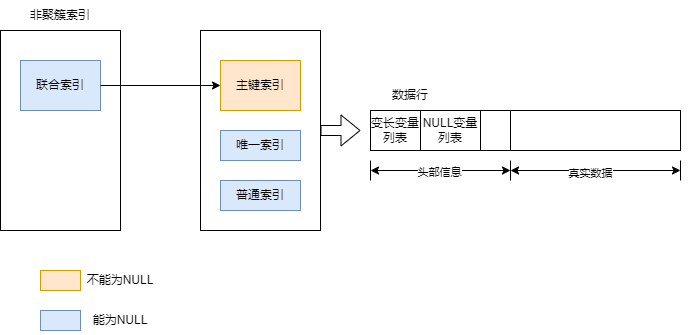 非聚簇索引
联合索引
主键索引
唯一索引
普通索引
数据行
变长变量
列表
NULL变量
列表
头部信息
真实数据
不能为NULL
能为NULL